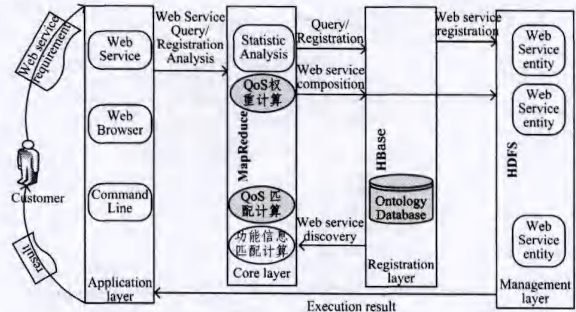 Web service
requirement
Customer
result
Web
Service
Web
Browser
Command
Line
Application
layer
Web Service
Query/
Registration
Analysis
Statistic
Analysis
QoS权
重计算
MapReduce
QoS 匹
配计算
功能信息
匹配计算
Core layer
Query/
Registration
Web service
composition
Web service
discovery
HBase
Ontology
Database
Registration
layer
Web service
registration
HDFS
Web
Service
entity
Web
Service
entity
Web
Service
entity
Management
layer
Execution result